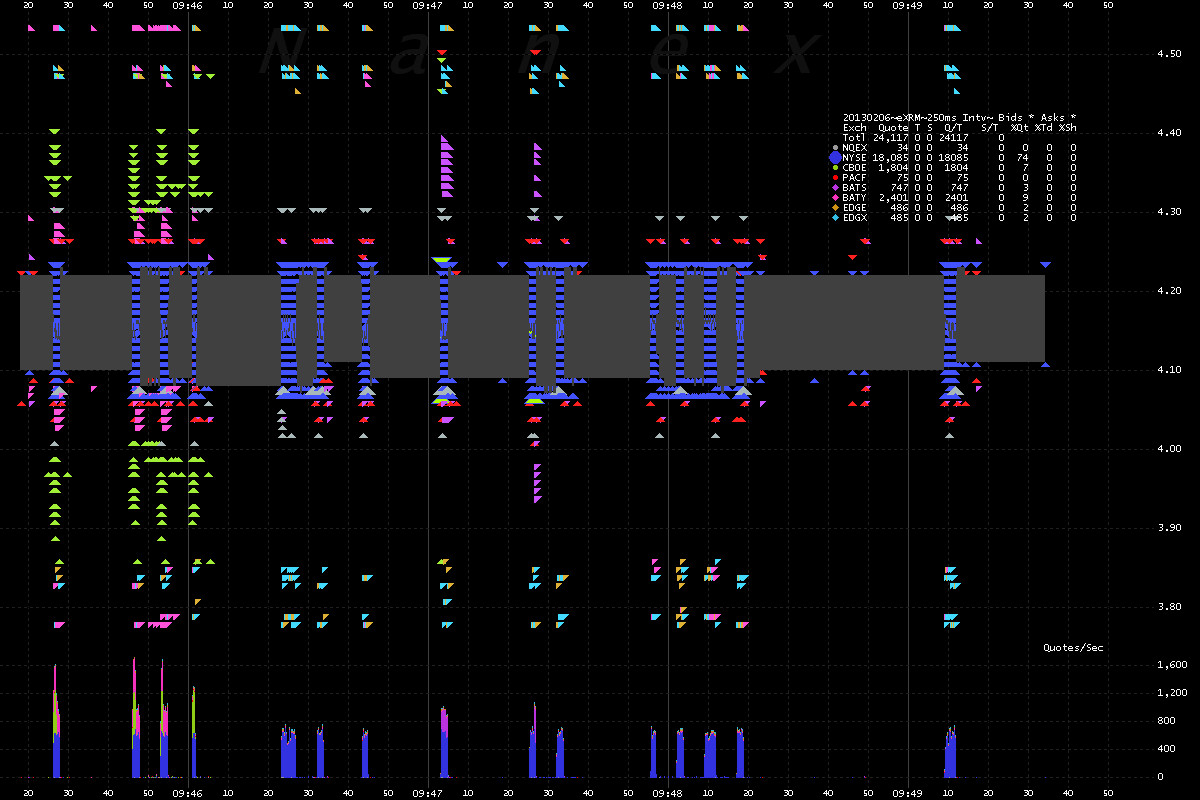 20 30 40 50 09:46 10 20 30 40 50 09:47 10 20 30 40 50 09:48 10 20 30 40 50 09:49 10 20 30 40 50
N a n e x
4.50
4.40
20130206~eXRM~250ms Intv~ Bids * Asks *
Exch Quote T S Q/T S/T %Qt %Td %Sh
Totl 24,117 0 0 24117 0
NQEX 34 0 0 34 0 0 0 0
NYSE 18,085 0 0 18085 0 74 0 0
CBOE 1,804 0 0 1804 0 7 0 0
PACF 75 0 0 75 0 0 0 0
BATS 747 0 0 747 0 3 0 0
BATY 2,401 0 0 2401 0 9 0 0
EDGE 486 0 0 486 0 2 0 0
EDGX 485 0 0 485 0 2 0 0
4.30
4.20
4.10
4.00
3.90
3.80
Quotes/Sec
1,600
1,200
800
400
0
20 30 40 50 09:46 10 20 30 40 50 09:47 10 20 30 40 50 09:48 10 20 30 40 50 09:49 10 20 30 40 50